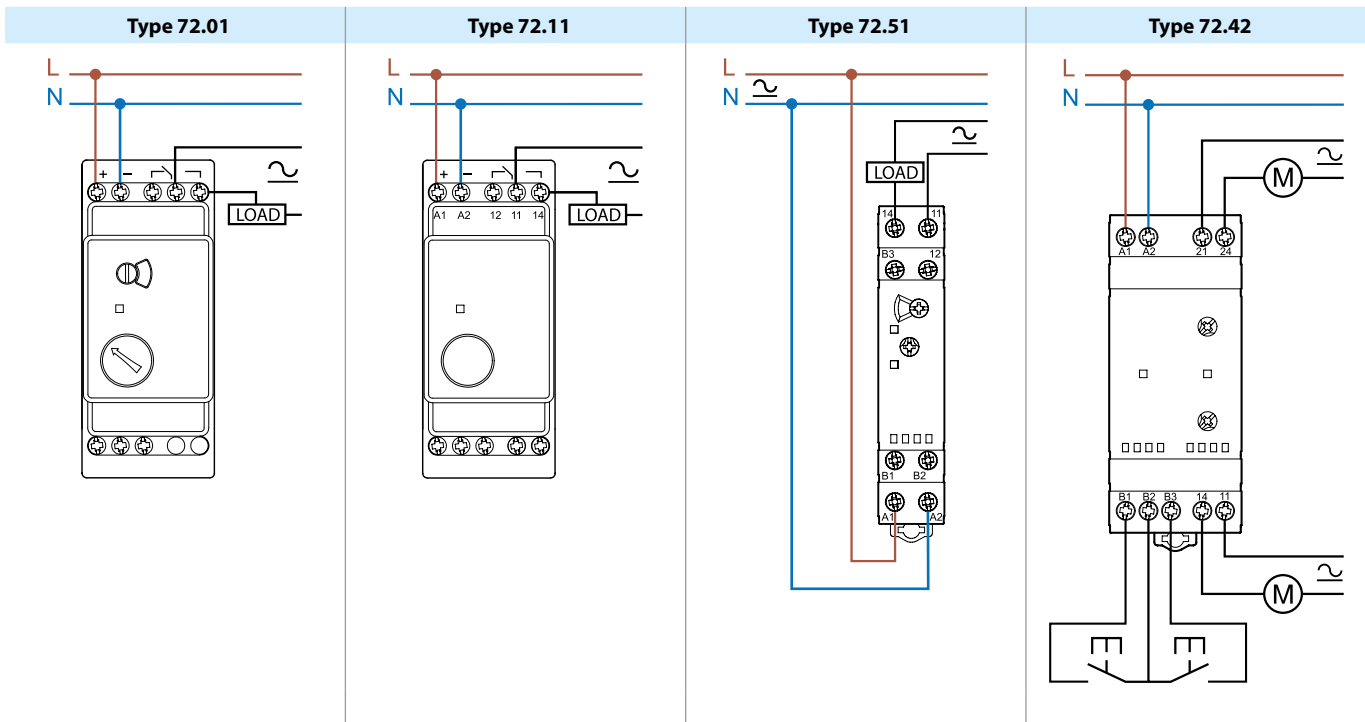 Type 72.01
L
N
+ –
LOAD
Type 72.11
L
N
+ –
A1 A2 12 11 14
LOAD
Type 72.51
L
N
LOAD
14 11
B3 12
B1 B2
A1 A2
Type 72.42
L
N
M
A1 A2 21 24
B1 B2 B3 14 11
M